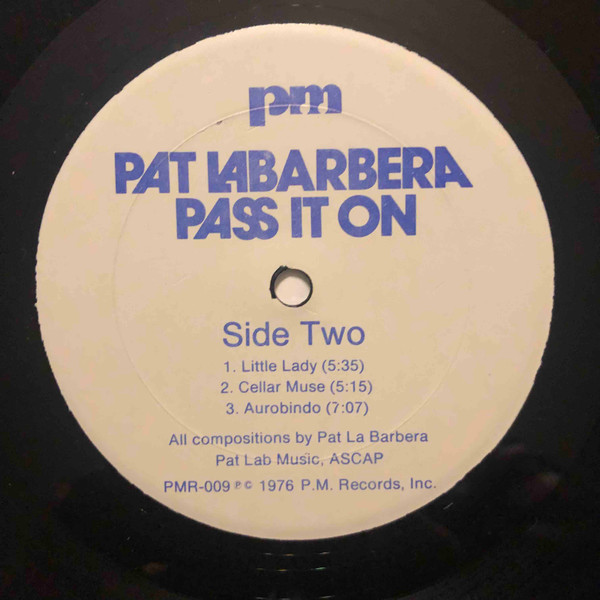 pm
PAT LABARBERA
PASS IT ON
Side Two
1. Little Lady (5:35)
2. Cellar Muse (5:15)
3. Aurobindo (7:07)
All compositions by Pat La Barbera
Pat Lab Music, ASCAP
PMR-009 ℗© 1976 P.M. Records, Inc.